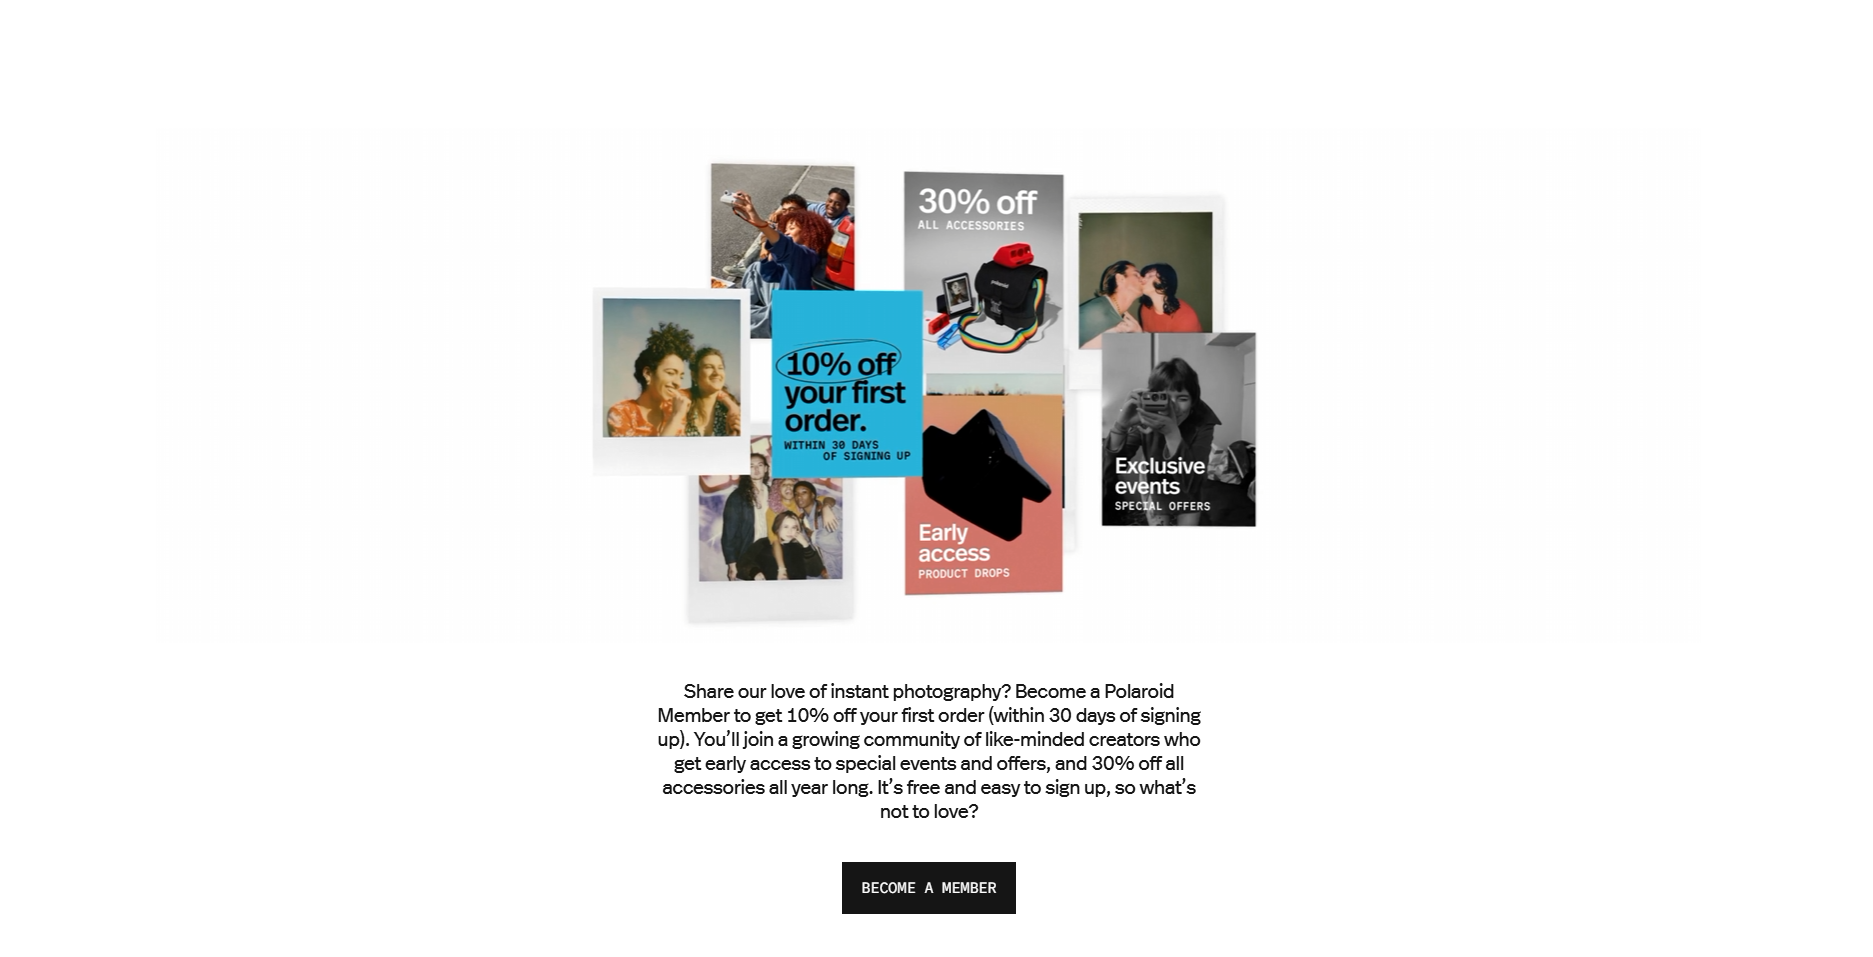 30% off
ALL ACCESSORIES
polaroid
10% off
your first
order.
WITHIN 30 DAYS
OF SIGNING UP
Exclusive
events
SPECIAL OFFERS
Early
access
PRODUCT DROPS
Share our love of instant photography? Become a Polaroid
Member to get 10% off your first order (within 30 days of signing
up). You’ll join a growing community of like-minded creators who
get early access to special events and offers, and 30% off all
accessories all year long. It’s free and easy to sign up, so what’s
not to love?
BECOME A MEMBER